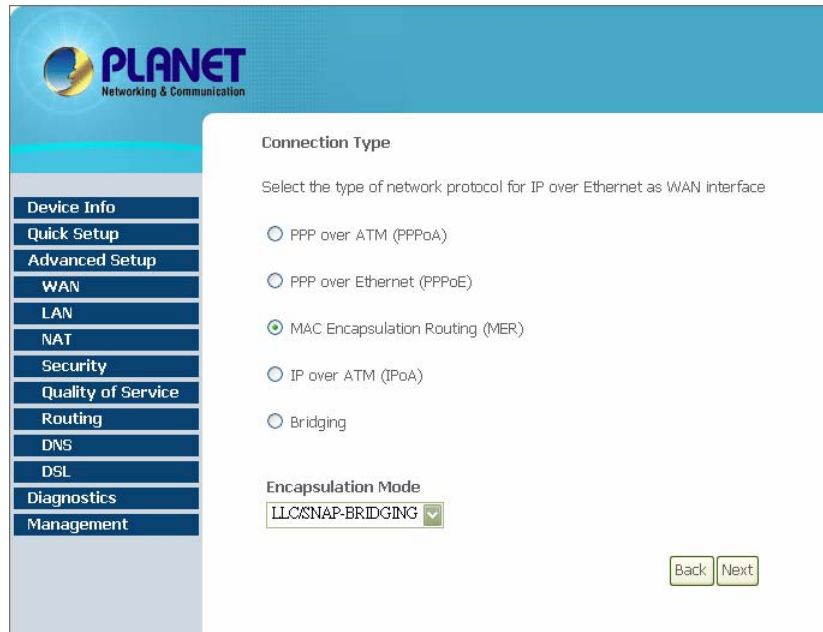 PLANET
Networking & Communication
Connection Type
Select the type of network protocol for IP over Ethernet as WAN interface
PPP over ATM (PPPoA)
PPP over Ethernet (PPPoE)
MAC Encapsulation Routing (MER)
IP over ATM (IPoA)
Bridging
Encapsulation Mode
LLC/SNAP-BRIDGING
Back Next
Device Info
Quick Setup
Advanced Setup
WAN
LAN
NAT
Security
Quality of Service
Routing
DNS
DSL
Diagnostics
Management